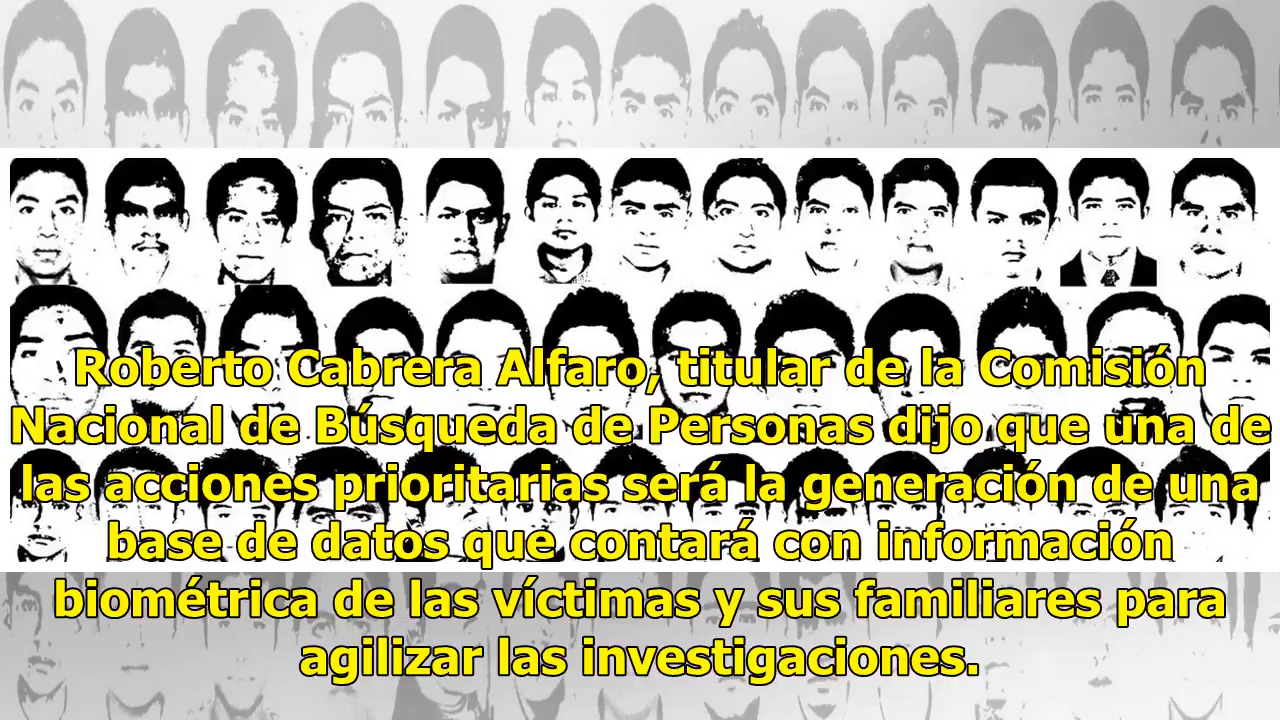 Roberto Cabrera Alfaro, titular de la Comisión
Nacional de Búsqueda de Personas dijo que una de
las acciones prioritarias será la generación de una
base de datos que contará con información
biométrica de las víctimas y sus familiares para
agilizar las investigaciones.